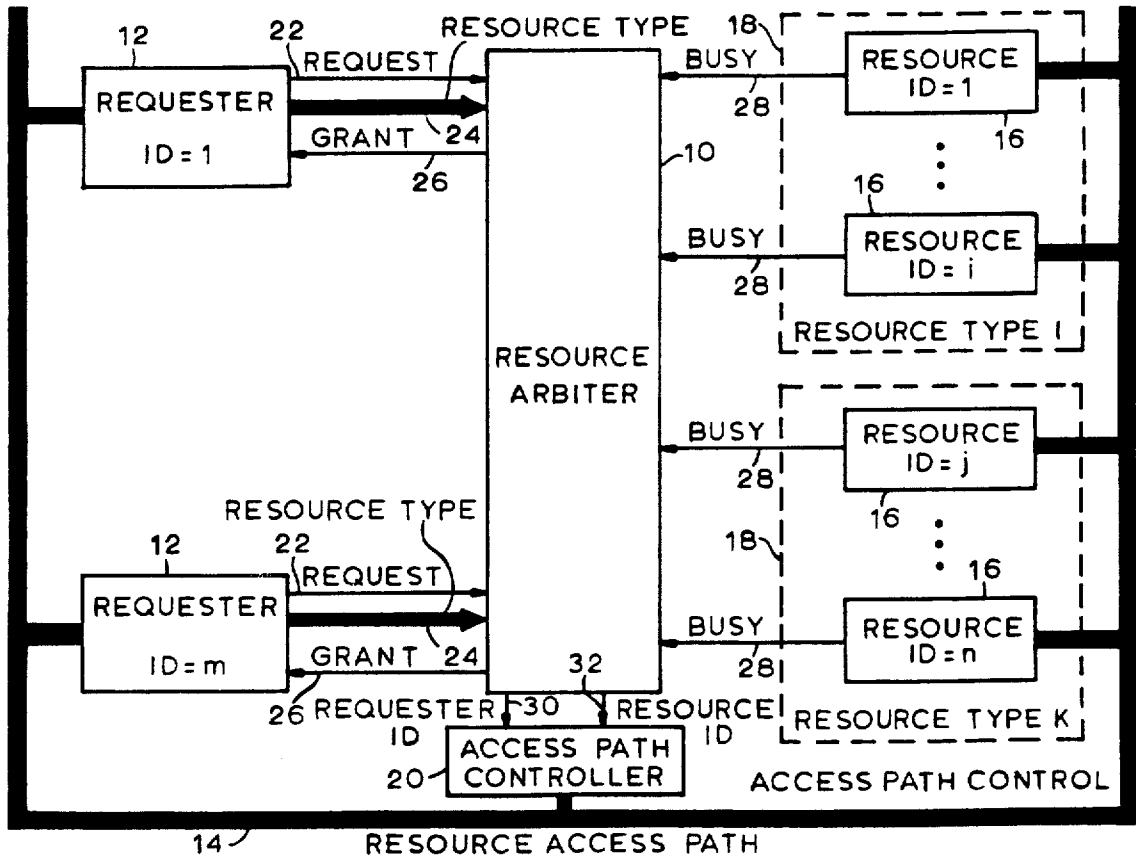 12
22
REQUEST
RESOURCE TYPE
REQUESTER
ID=1
24
GRANT
26
10
18
BUSY
28
RESOURCE
ID=1
16
16
BUSY
28
RESOURCE
ID=i
RESOURCE TYPE 1
RESOURCE
ARBITER
BUSY
28
RESOURCE
ID=j
16
18
RESOURCE TYPE
12
22
REQUEST
REQUESTER
ID=m
24
GRANT
26
16
BUSY
28
RESOURCE
ID=n
RESOURCE TYPE K
REQUESTER
ID
30
32
RESOURCE
ID
20
ACCESS PATH
CONTROLLER
ACCESS PATH CONTROL
14
RESOURCE ACCESS PATH